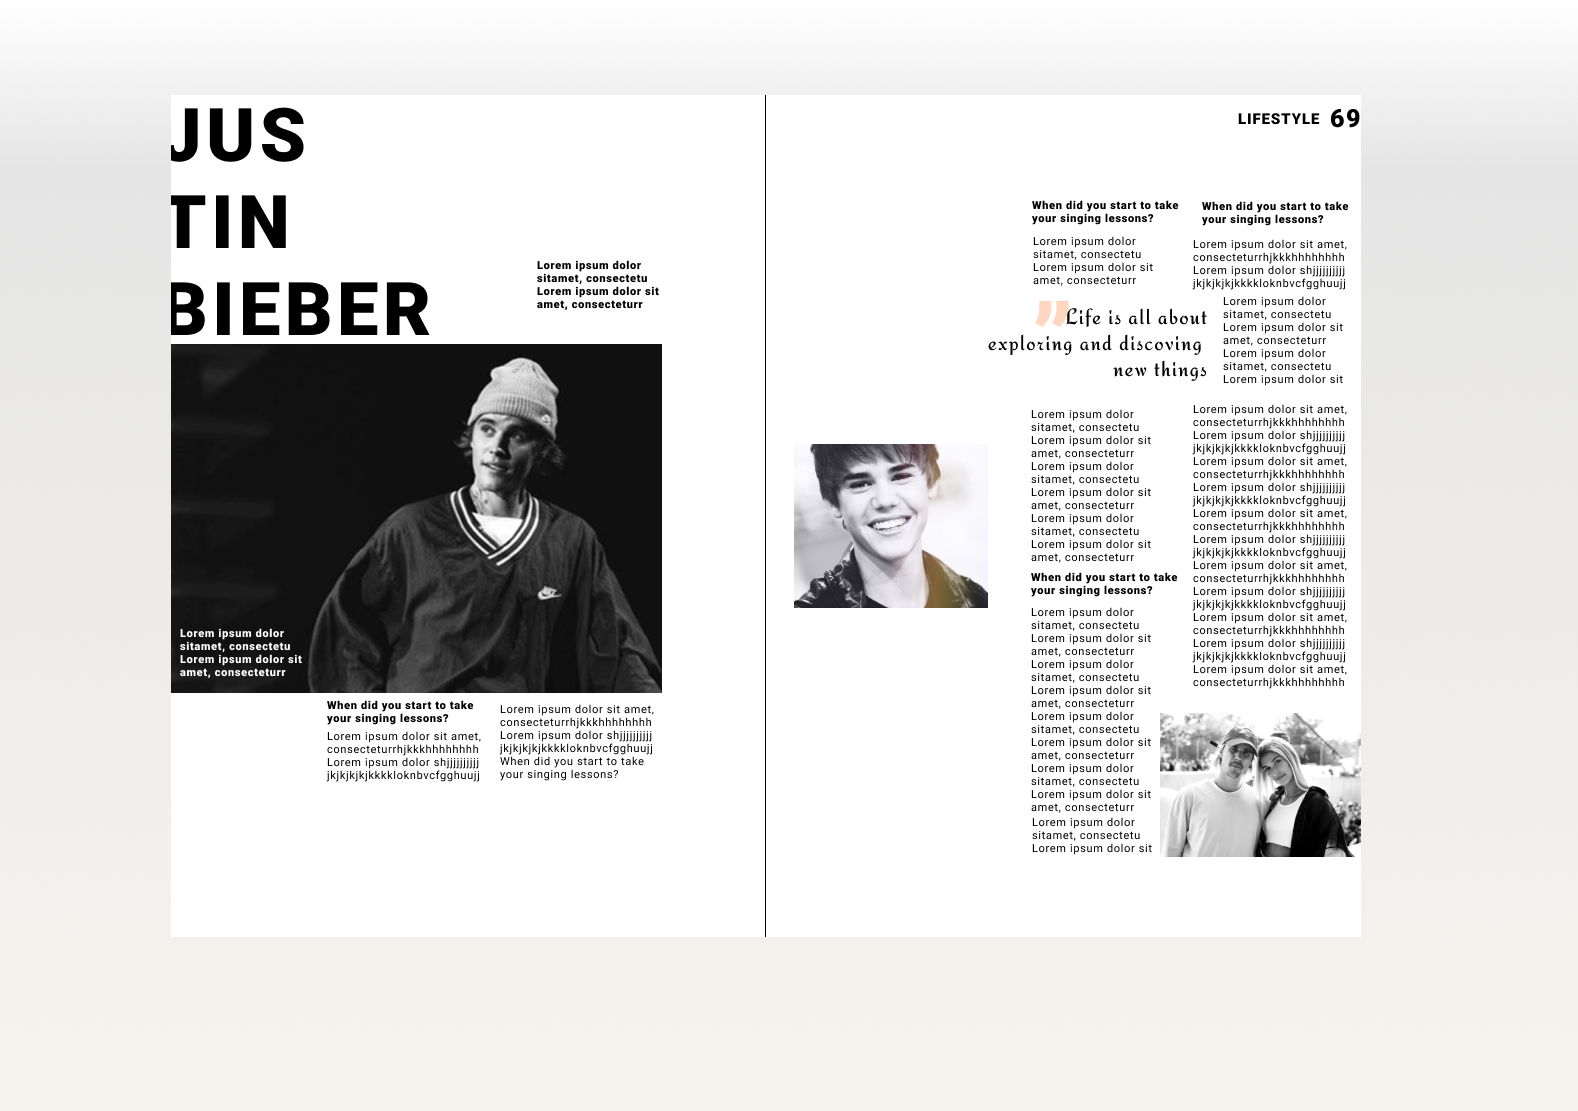 JUS
TIN
BIEBER
Lorem ipsum dolor
sitamet, consectetu
Lorem ipsum dolor sit
amet, consecteturr
Lorem ipsum dolor
sitamet, consectetu
Lorem ipsum dolor sit
amet, consecteturr
When did you start to take
your singing lessons?
Lorem ipsum dolor sit amet,
consecteturrhjkkkhhhhhhhh
Lorem ipsum dolor shjjjjjjjjjj
jkjkjkjkjkkkkloknbvcfgghuujj
Lorem ipsum dolor sit amet,
consecteturrhjkkkhhhhhhhh
Lorem ipsum dolor shjjjjjjjjjj
jkjkjkjkjkkkkloknbvcfgghuujj
When did you start to take
your singing lessons?
LIFESTYLE 69
When did you start to take
your singing lessons?
Lorem ipsum dolor
sitamet, consectetu
Lorem ipsum dolor sit
amet, consecteturr
"Life is all about
exploring and discoving
new things
Lorem ipsum dolor
sitamet, consectetu
Lorem ipsum dolor sit
amet, consecteturr
Lorem ipsum dolor
sitamet, consectetu
Lorem ipsum dolor sit
amet, consecteturr
Lorem ipsum dolor
sitamet, consectetu
Lorem ipsum dolor sit
amet, consecteturr
When did you start to take
your singing lessons?
Lorem ipsum dolor
sitamet, consectetu
Lorem ipsum dolor sit
amet, consecteturr
Lorem ipsum dolor
sitamet, consectetu
Lorem ipsum dolor sit
amet, consecteturr
Lorem ipsum dolor
sitamet, consectetu
Lorem ipsum dolor sit
amet, consecteturr
Lorem ipsum dolor
sitamet, consectetu
Lorem ipsum dolor sit
amet, consecteturr
Lorem ipsum dolor
sitamet, consectetu
Lorem ipsum dolor sit
When did you start to take
your singing lessons?
Lorem ipsum dolor sit amet,
consecteturrhjkkkhhhhhhhh
Lorem ipsum dolor shjjjjjjjjjj
jkjkjkjkjkkkkloknbvcfgghuujj
Lorem ipsum dolor
sitamet, consectetu
Lorem ipsum dolor sit
amet, consecteturr
Lorem ipsum dolor
sitamet, consectetu
Lorem ipsum dolor sit
Lorem ipsum dolor sit amet,
consecteturrhjkkkhhhhhhhh
Lorem ipsum dolor shjjjjjjjjjj
jkjkjkjkjkkkkloknbvcfgghuujj
Lorem ipsum dolor sit amet,
consecteturrhjkkkhhhhhhhh
Lorem ipsum dolor shjjjjjjjjjj
jkjkjkjkjkkkkloknbvcfgghuujj
Lorem ipsum dolor sit amet,
consecteturrhjkkkhhhhhhhh
Lorem ipsum dolor shjjjjjjjjjj
jkjkjkjkjkkkkloknbvcfgghuujj
Lorem ipsum dolor sit amet,
consecteturrhjkkkhhhhhhhh
Lorem ipsum dolor shjjjjjjjjjj
jkjkjkjkjkkkkloknbvcfgghuujj
Lorem ipsum dolor sit amet,
consecteturrhjkkkhhhhhhhh
Lorem ipsum dolor shjjjjjjjjjj
jkjkjkjkjkkkkloknbvcfgghuujj
Lorem ipsum dolor sit amet,
consecteturrhjkkkhhhhhhhh